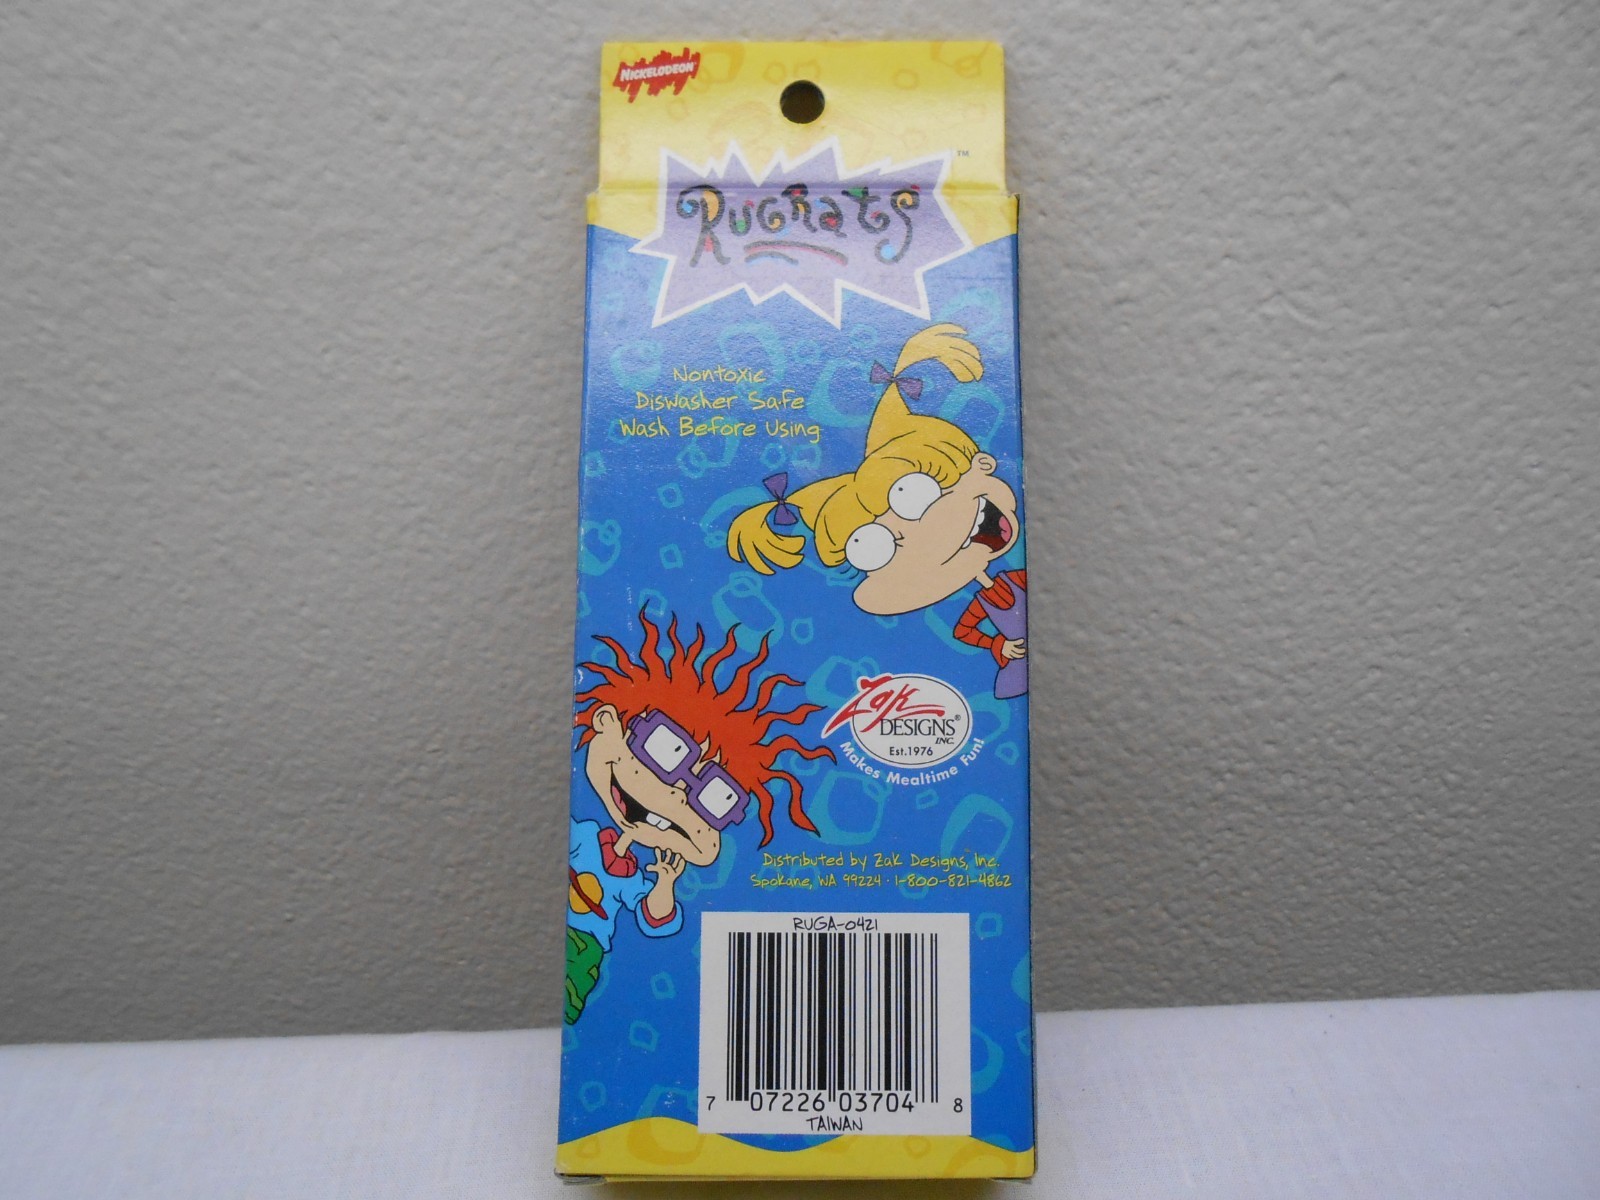 NICKELODEON
RUGRatS TM
Nontoxic
Diswasher Safe
Wash Before Using
Zak
DESIGNS®
INC.
Est.1976
Makes Mealtime Fun!
Distributed by Zak Designs, Inc.
Spokane, WA 99224 · 1-800-821-4862
RUGA-0421
7 07226 03704 8
TAIWAN